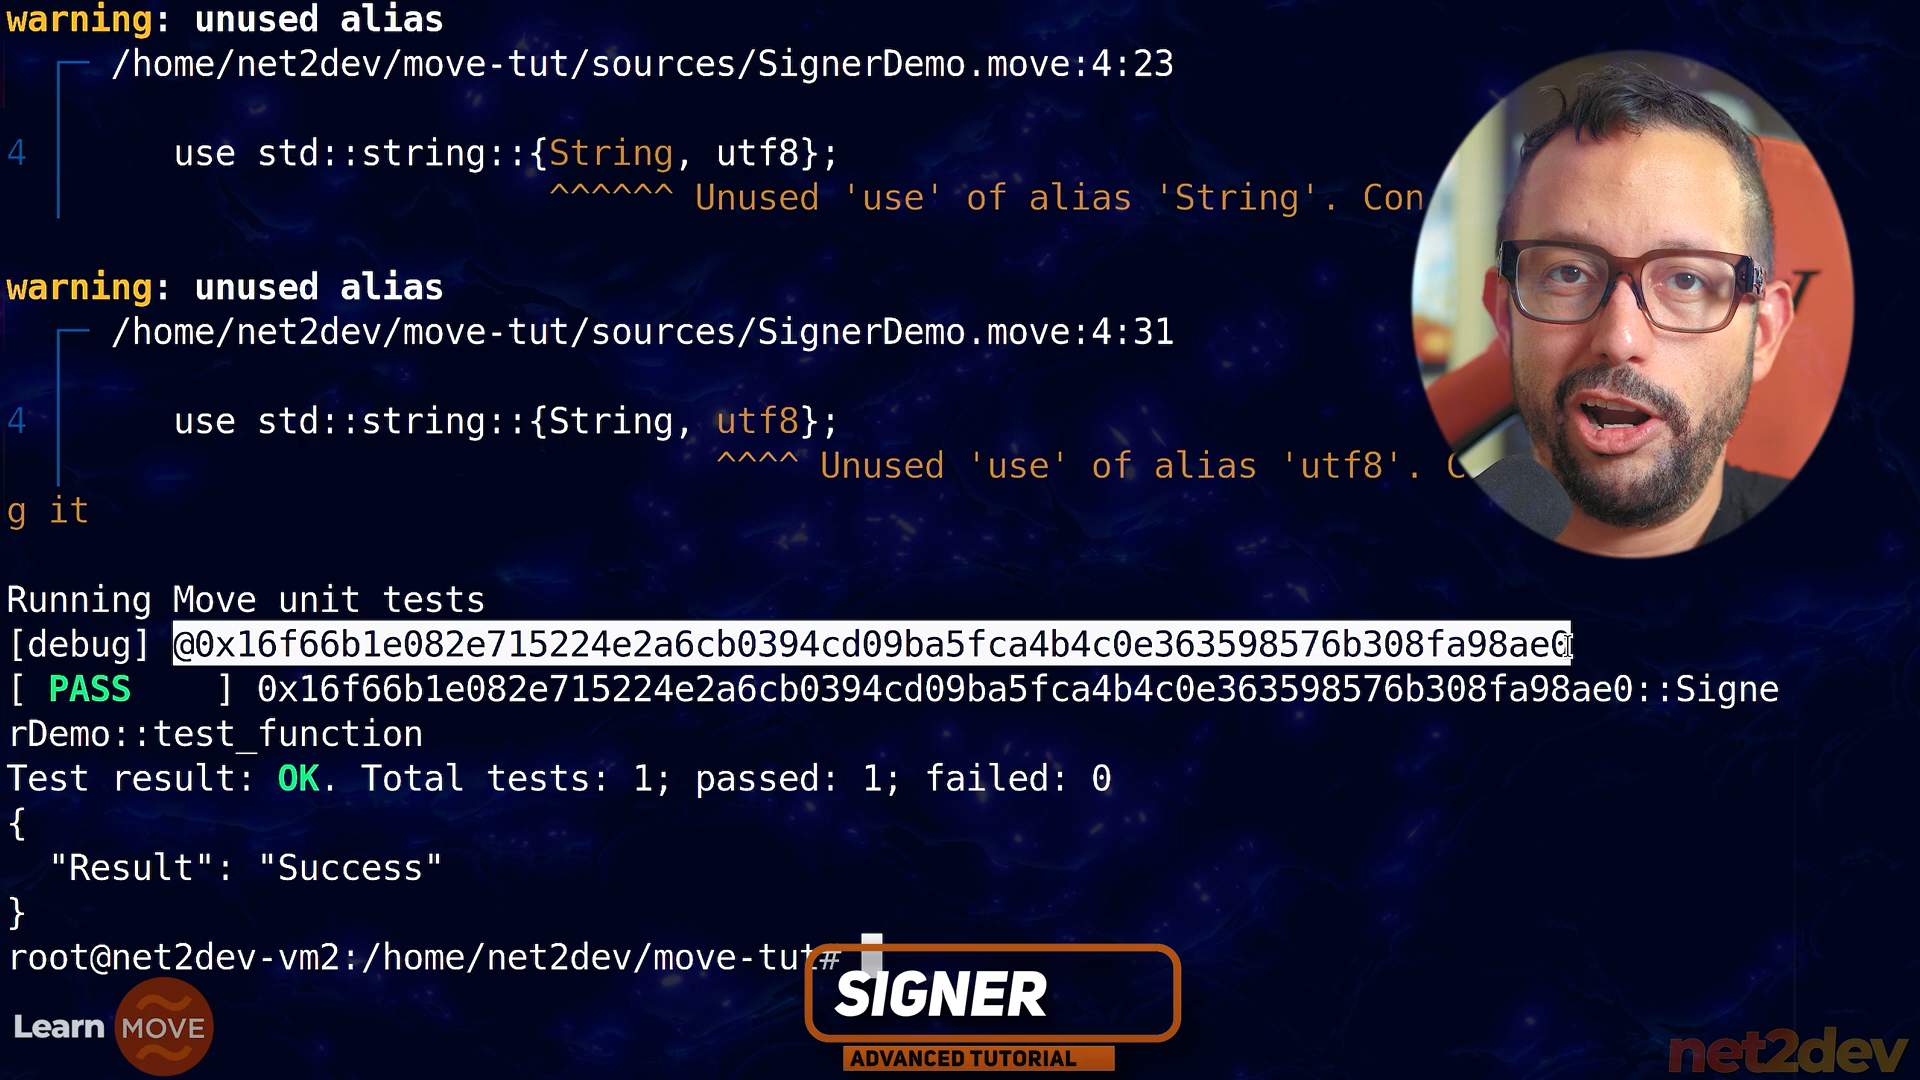 warning: unused alias
/home/net2dev/move-tut/sources/SignerDemo.move:4:23
4 use std::string::{String, utf8};
^^^^^^ Unused 'use' of alias 'String'. Con
warning: unused alias
/home/net2dev/move-tut/sources/SignerDemo.move:4:31
4 use std::string::{String, utf8};
^^^^ Unused 'use' of alias 'utf8'. C
g it
Running Move unit tests
[debug] @0x16f66b1e082e715224e2a6cb0394cd09ba5fca4b4c0e363598576b308fa98ae0
[ PASS    ] 0x16f66b1e082e715224e2a6cb0394cd09ba5fca4b4c0e363598576b308fa98ae0::Signe
rDemo::test_function
Test result: OK. Total tests: 1; passed: 1; failed: 0
{
"Result": "Success"
}
root@net2dev-vm2:/home/net2dev/move-tut#
SIGNER
ADVANCED TUTORIAL
Learn MOVE
net2dev